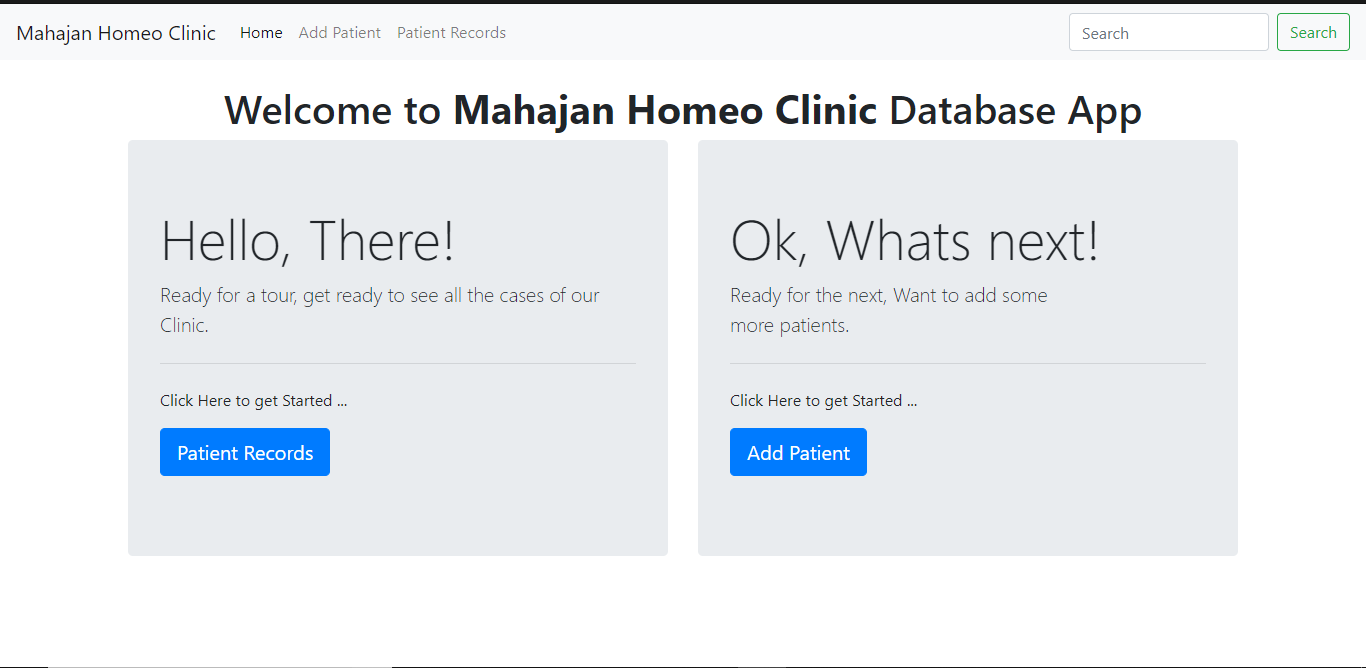 Mahajan Homeo Clinic Home Add Patient Patient Records Search Search
Welcome to Mahajan Homeo Clinic Database App
Hello, There!
Ready for a tour, get ready to see all the cases of our
Clinic.
Click Here to get Started ...
Patient Records
Ok, Whats next!
Ready for the next, Want to add some
more patients.
Click Here to get Started ...
Add Patient